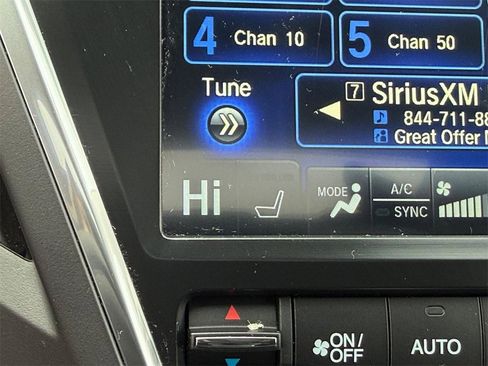 4 Chan 10
5 Chan 50
Tune
7 SiriusXM
844-711-88
Great Offer
Hi
MODE
A/C
SYNC
ON/
OFF
AUTO